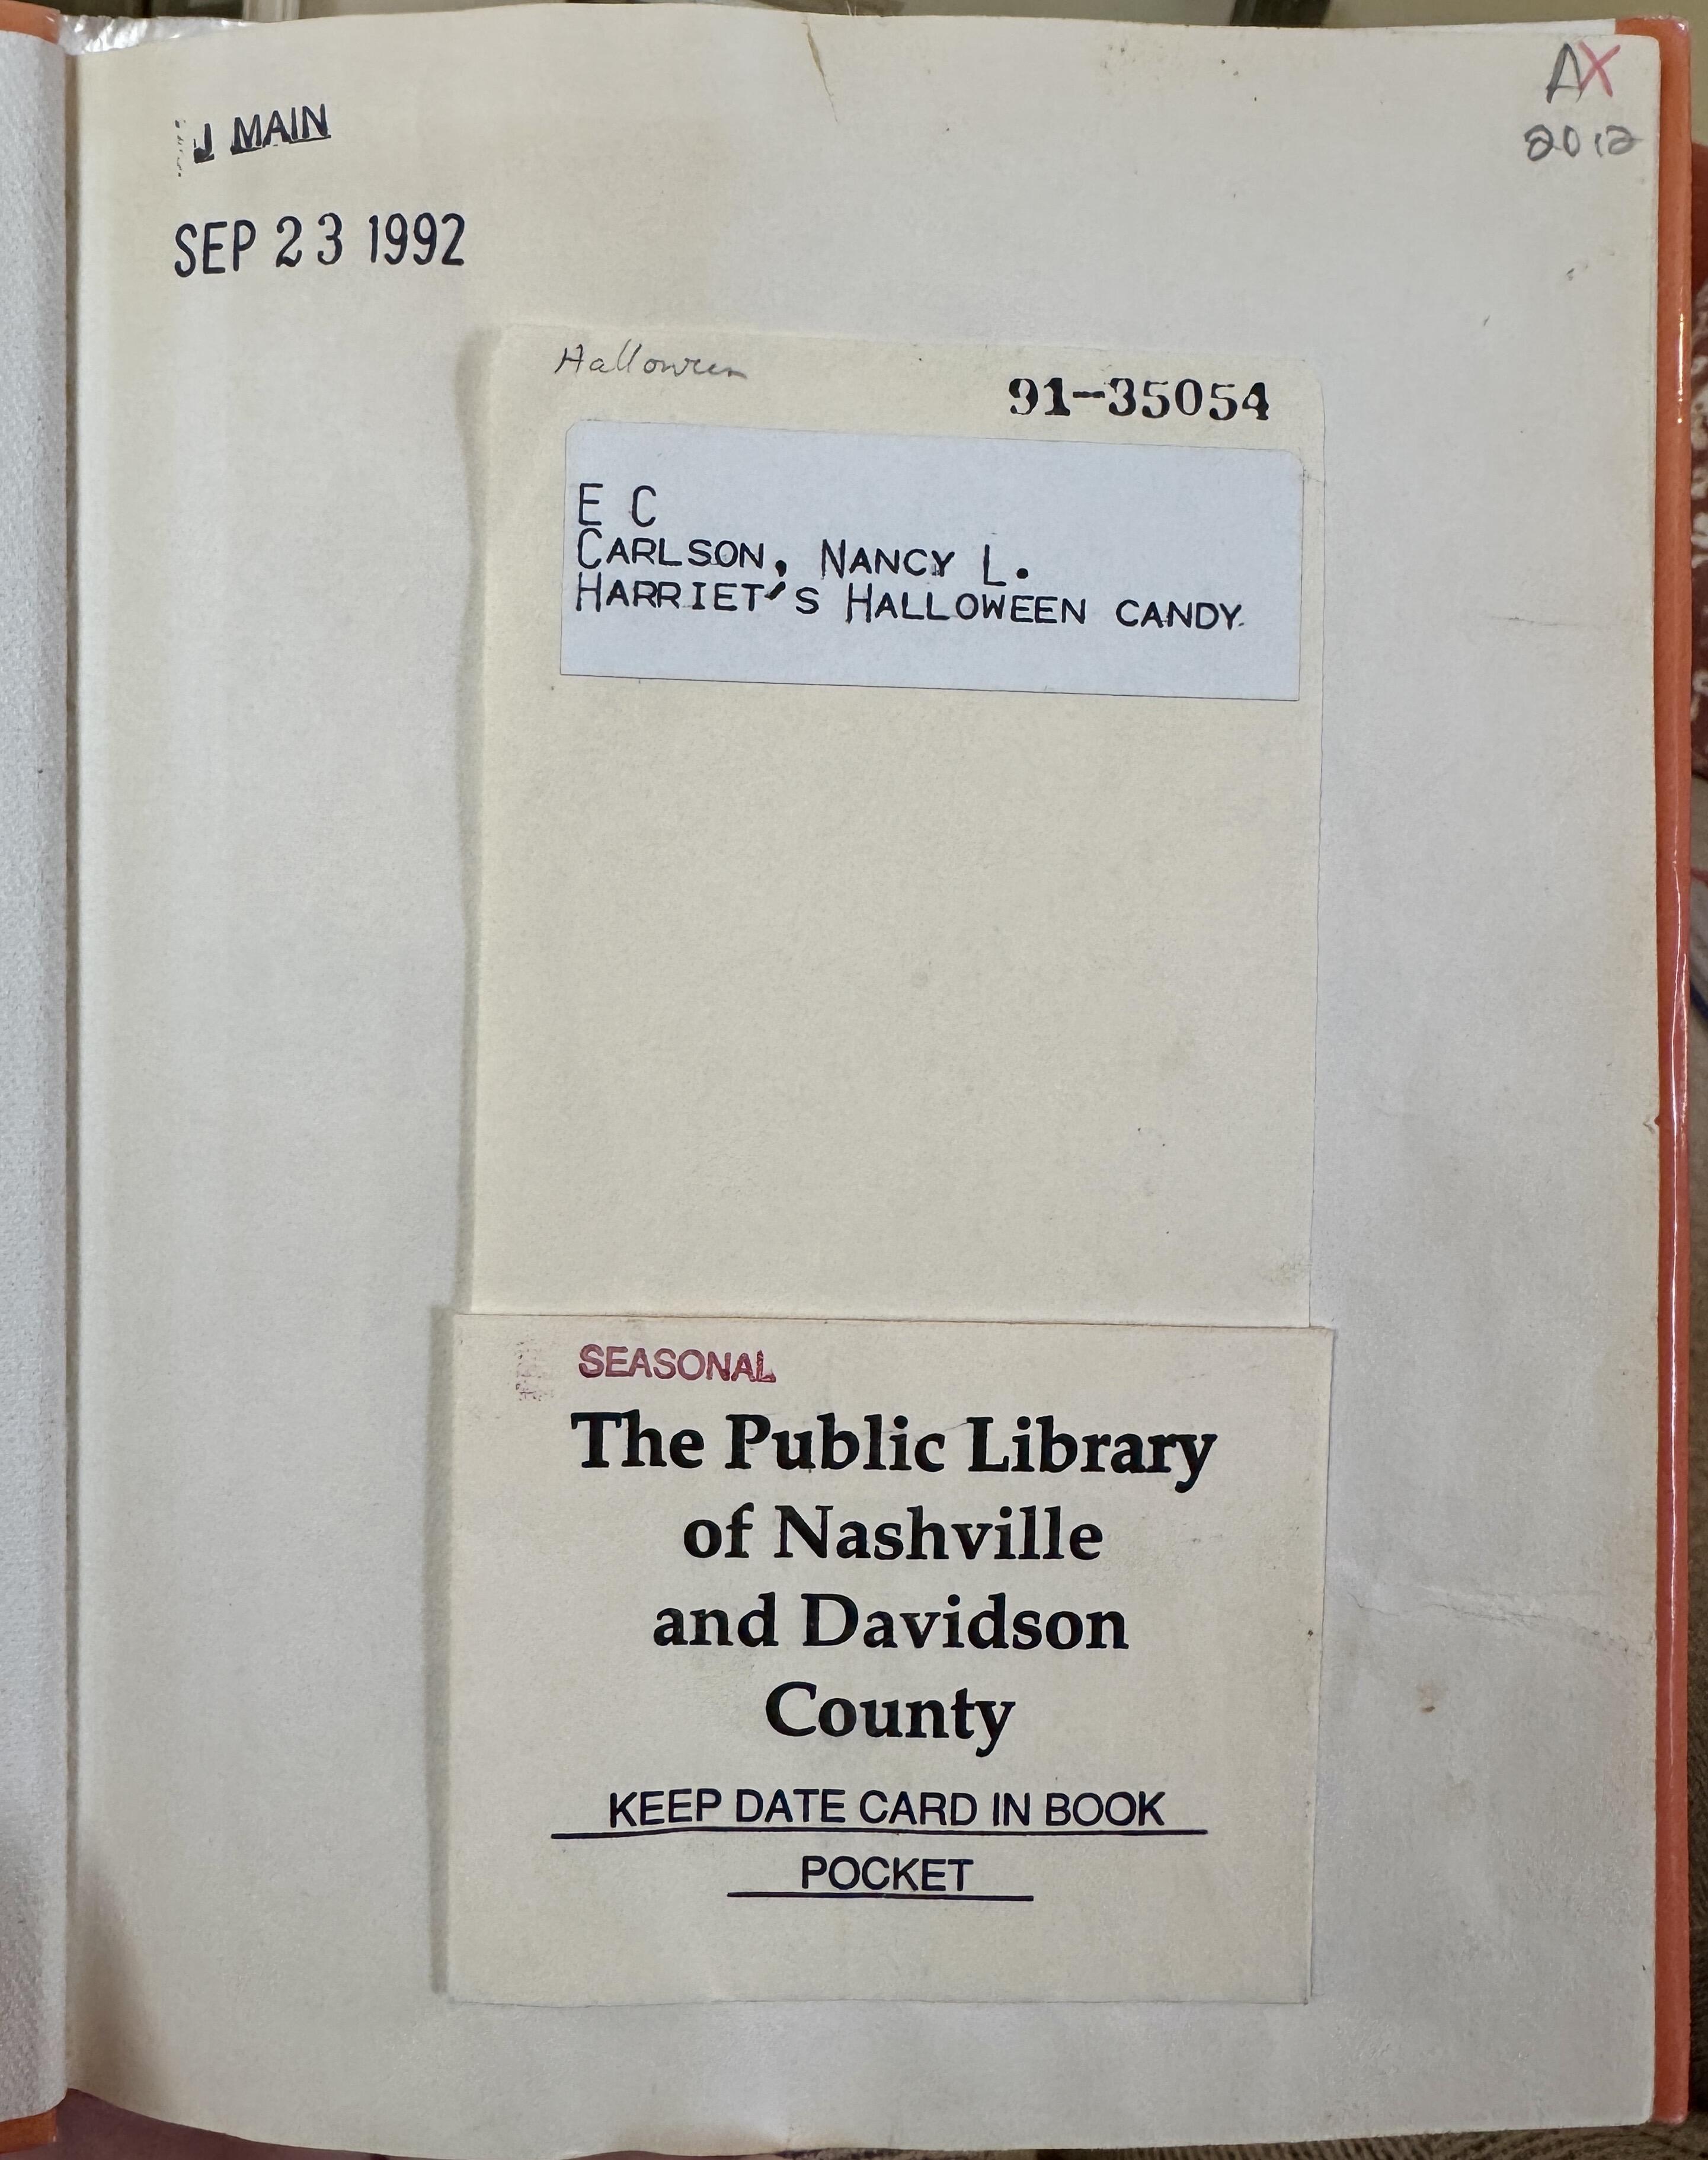 J MAIN
AX
2012
SEP 23 1992
Halloween
91-35054
E C
CARLSON, NANCY L.
HARRIET'S HALLOWEEN CANDY.
SEASONAL
The Public Library
of Nashville
and Davidson
County
KEEP DATE CARD IN BOOK
POCKET